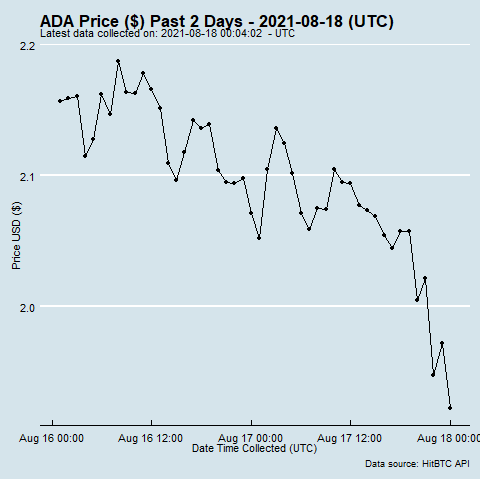 ADA Price ($) Past 2 Days - 2021-08-18 (UTC)
Latest data collected on: 2021-08-18 00:04:02 - UTC
2.2
2.1
2.0
Price USD ($)
Aug 16 00:00 Aug 16 12:00 Aug 17 00:00 Aug 17 12:00 Aug 18 00:00
Date Time Collected (UTC)
Data source: HitBTC API